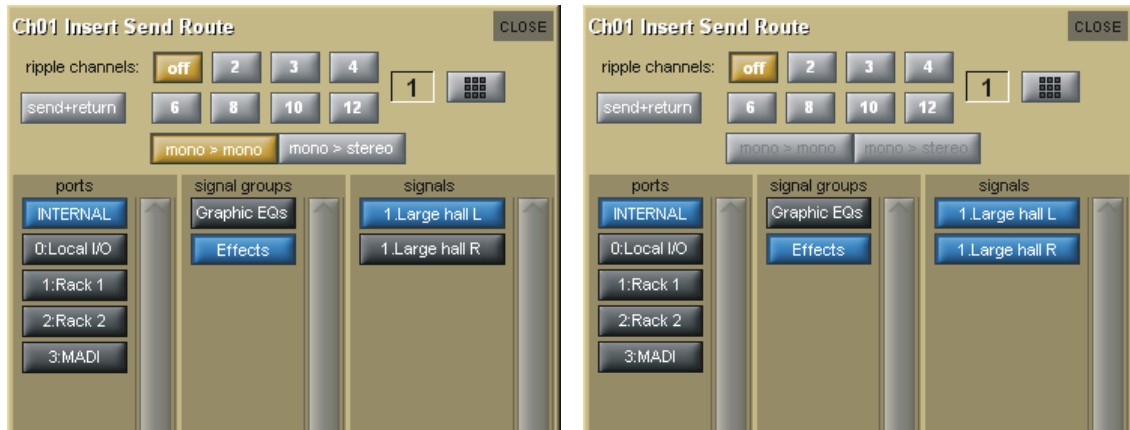 Ch01 Insert Send Route CLOSE
ripple channels: off 2 3 4
1
send+return 6 8 10 12
mono > mono mono > stereo
ports signal groups signals
INTERNAL Graphic EQs 1.Large hall L
0:Local I/O Effects 1.Large hall R
1:Rack 1
2:Rack 2
3:MADI
Ch01 Insert Send Route CLOSE
ripple channels: off 2 3 4
1
send+return 6 8 10 12
mono > mono mono > stereo
ports signal groups signals
INTERNAL Graphic EQs 1.Large hall L
0:Local I/O Effects 1.Large hall R
1:Rack 1
2:Rack 2
3:MADI